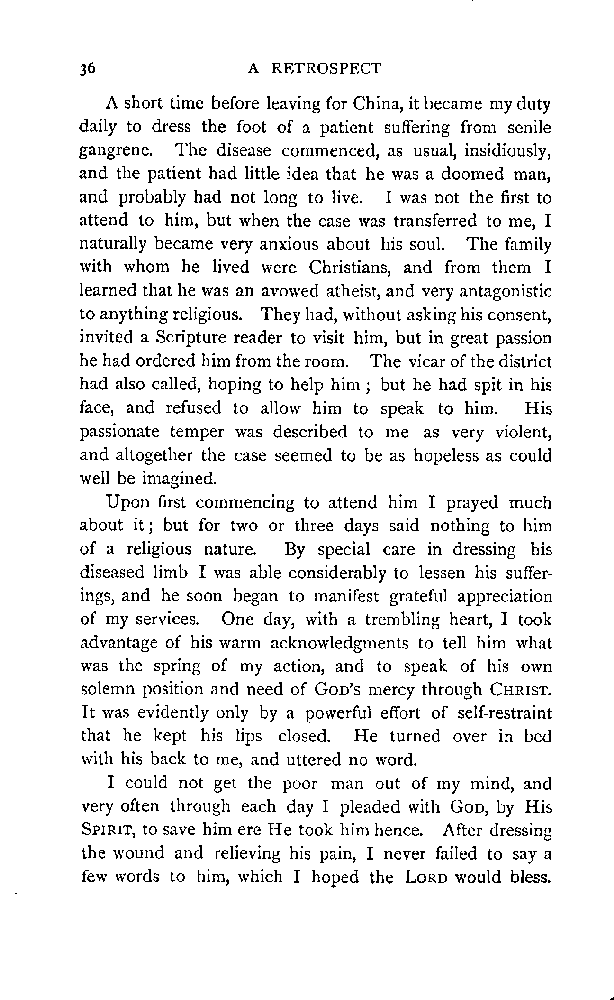 36 A RETROSPECT
A short time before leaving for China, it became my duty
daily to dress the foot of a patient suffering from senile
gangrene. The disease commenced, as usual, insidiously,
and the patient had little idea that he was a doomed man,
and probably had not long to live. I was not the first to
attend to him, but when the case was transferred to me, I
naturally became very anxious about his soul. The family
with whom he lived were Christians, and from them I
learned that he was an avowed atheist, and very antagonistic
to anything religious. They had, without asking his consent,
invited a Scripture reader to visit him, but in great passion
he had ordered him from the room. The vicar of the district
had also called, hoping to help him ; but he had spit in his
face, and refused to allow him to speak to him. His
passionate temper was described to me as very violent,
and altogether the case seemed to be as hopeless as could
well be imagined.
Upon first commencing to attend him I prayed much
about it ; but for two or three days said nothing to him
of a religious nature. By special care in dressing his
diseased limb I was able considerably to lessen his suffer-
ings, and he soon began to manifest grateful appreciation
of my services. One day, with a trembling heart, I took
advantage of his warm acknowledgments to tell him what
was the spring of my action, and to speak of his own
solemn position and need of GOD'S mercy through CHRIST.
It was evidently only by a powerful effort of self-restraint
that he kept his lips closed. He turned over in bed
with his back to me, and uttered no word.
I could not get the poor man out of my mind, and
very often through each day I pleaded with GOD, by His
SPIRIT, to save him ere He took him hence. After dressing
the wound and relieving his pain, I never failed to say a
few words to him, which I hoped the LORD would bless.